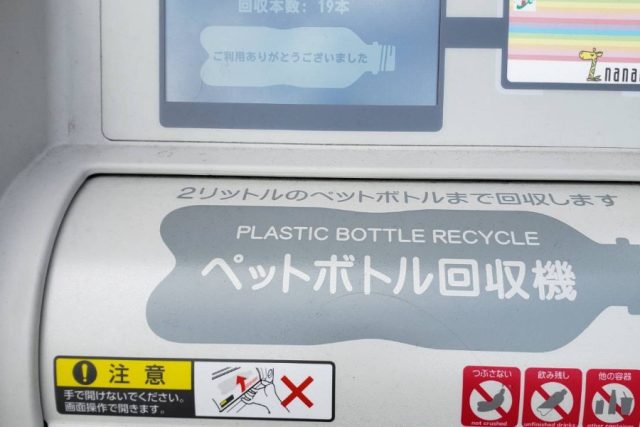 回収本数: 19本
ご利用ありがとうございました
nana
2リットルのペットボトルまで回収します
PLASTIC BOTTLE RECYCLE
ペットボトル回収機
注意
手で開けないでください。
画面操作で開きます。
つぶさない
not crushed
飲み残し
unfinished drinks
他の容器
other containers